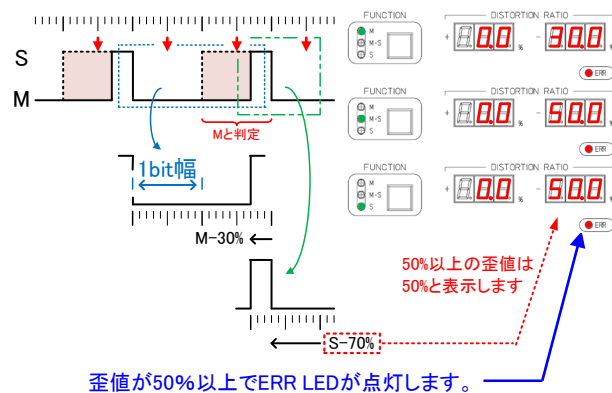 FUNCTION
DISTORTION RATIO
M
M-S
S
+ 0.0 % - 30.0 %
ERR
FUNCTION
DISTORTION RATIO
M
M-S
S
+ 0.0 % - 50.0 %
ERR
FUNCTION
DISTORTION RATIO
M
M-S
S
+ 0.0 % - 50.0 %
ERR
S
M
Mと判定
1bit幅
M-30%
50%以上の歪値は
50%と表示します
S-70%
歪値が50%以上でERR LEDが点灯します。